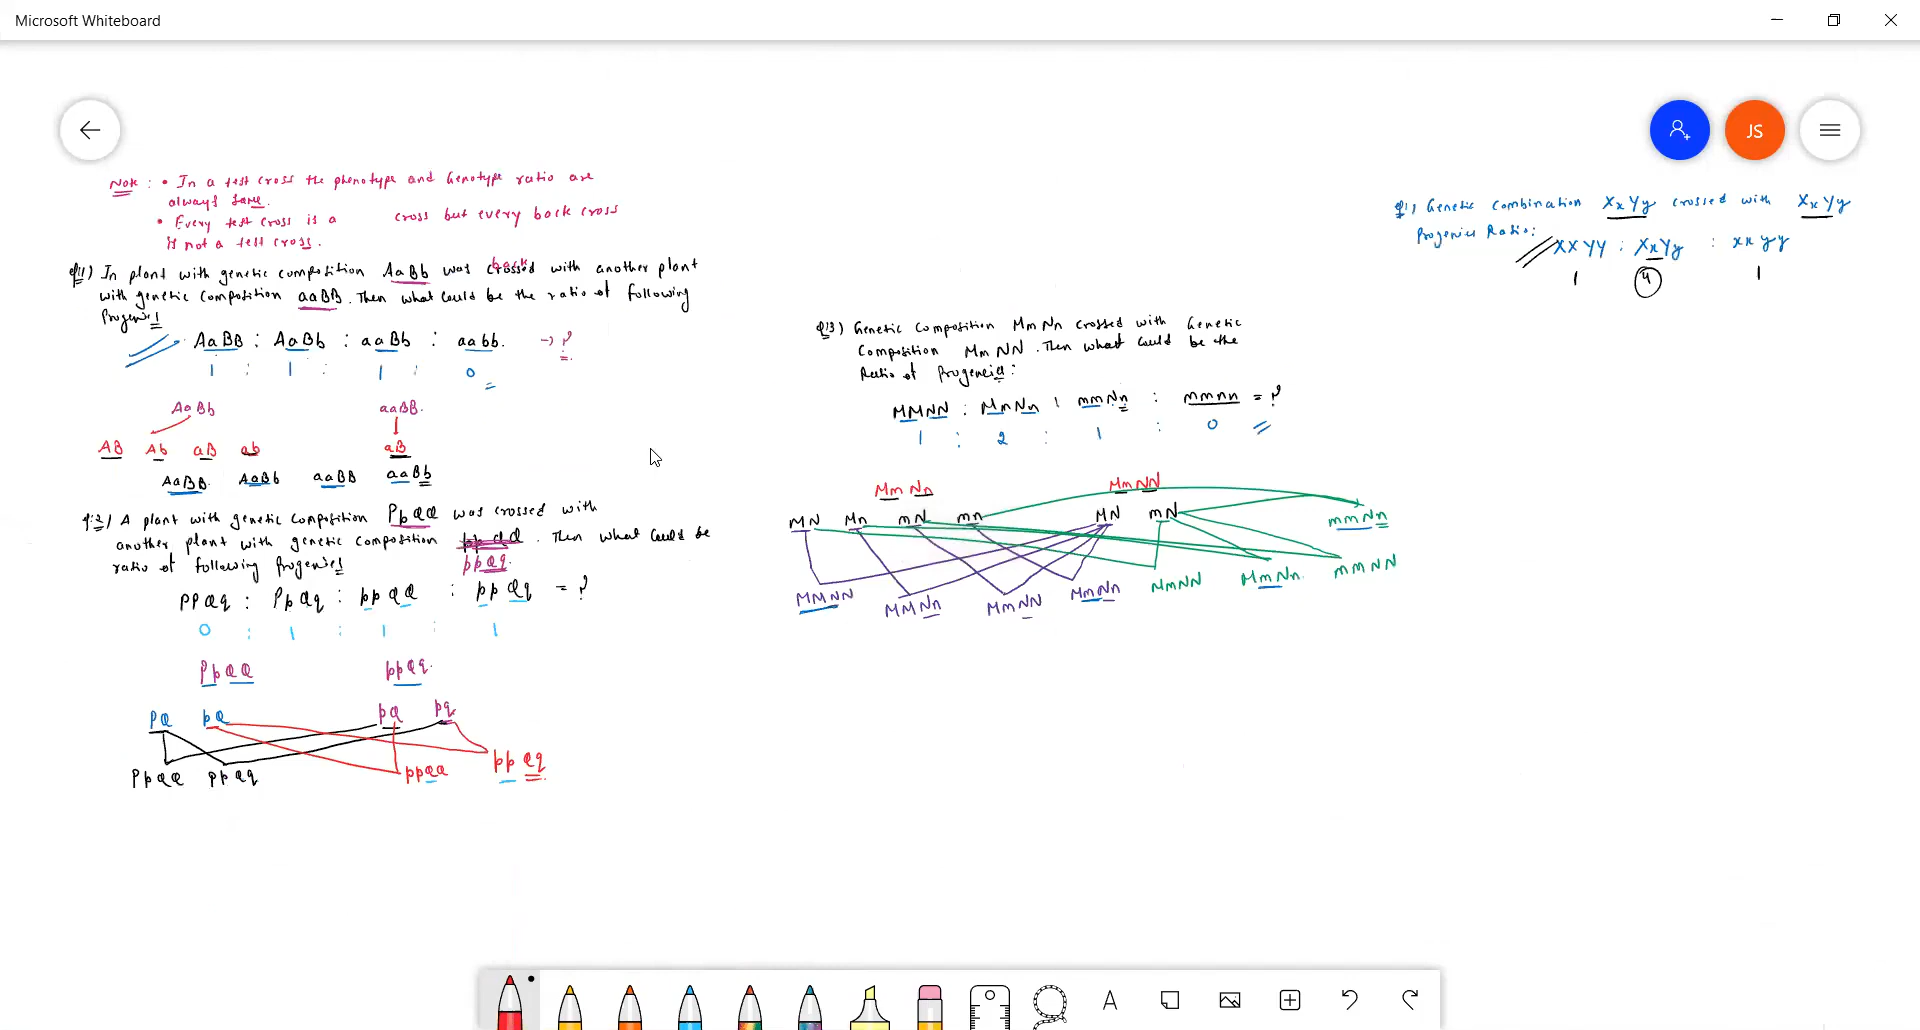 Microsoft Whiteboard
JS
Note : • In a test cross the phenotype and Genotype ratio are
always same.
• Every test cross is a back cross but every back cross
is not a test cross.
Q11) In plant with genetic composition AaBb was crossed with another plant
with genetic composition aaBB. Then what could be the ratio of following
Progenies
AaBB : AaBb : aaBb : aabb. → ?
1 : 1 : 1 : 0
AaBb aaBB.
AB Ab aB ab aB
AaBB AaBb aaBB aaBb
Q12) A plant with genetic composition PpQQ was crossed with
another plant with genetic composition . Then what could be
ppQq.
ratio of following Progenies
PPQq : PpQq : ppQQ : ppQq = ?
0 : 1 : 1 : 1
PpQQ ppQq.
PQ pQ pQ pq
PpQQ PpQq ppQQ ppQq
Q13) Genetic Composition MmNn crossed with Genetic
Composition MmNN. Then what could be the
Ratio of Progenies :
MMNN : MmNn : mmNn : mmnn = ?
1 : 2 : 1 : 0
MmNn MmNN
MN Mn mN mn MN mN mmNn
MMNN MMNn MmNN MmNn MmNN MmNn. mmNN
Q1) Genetic Combination XxYy crossed with XxYy
Progenies Ratio:
XXYY : XxYy : xxyy
1 4 1